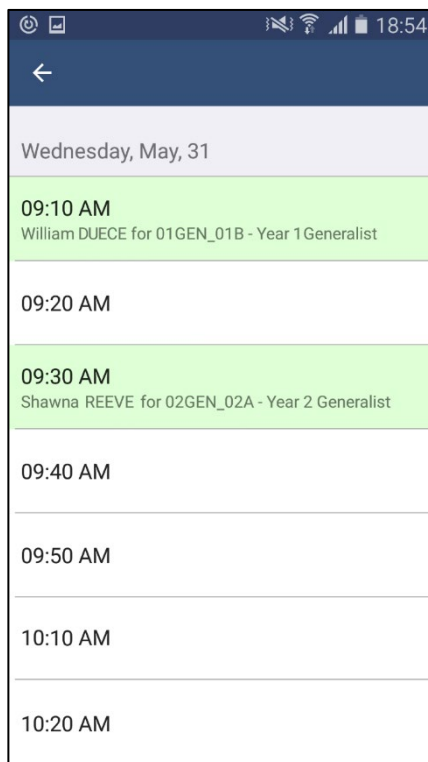 18:54
Wednesday, May, 31
09:10 AM
William DUECE for 01GEN_01B - Year 1Generalist
09:20 AM
09:30 AM
Shawna REEVE for 02GEN_02A - Year 2 Generalist
09:40 AM
09:50 AM
10:10 AM
10:20 AM